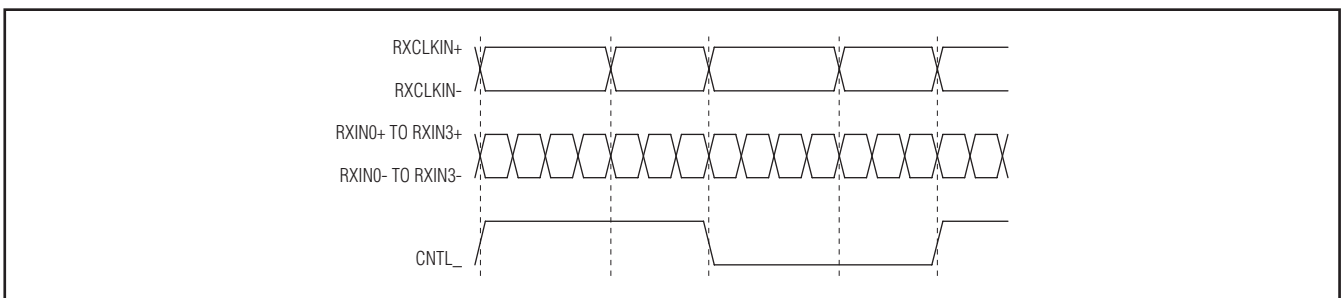 RXCLKIN+
RXCLKIN-
RXIN0+ TO RXIN3+
RXIN0- TO RXIN3-
CNTL_